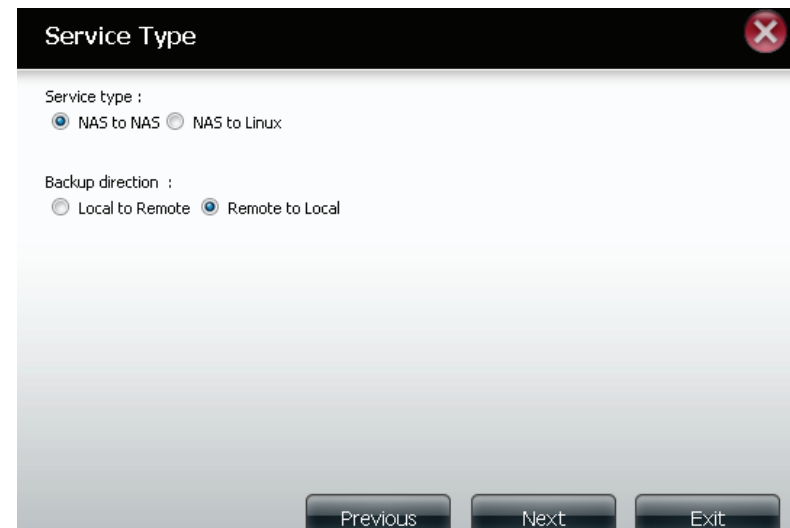 Service Type
Service type :
NAS to NAS NAS to Linux
Backup direction :
Local to Remote Remote to Local
Previous Next Exit